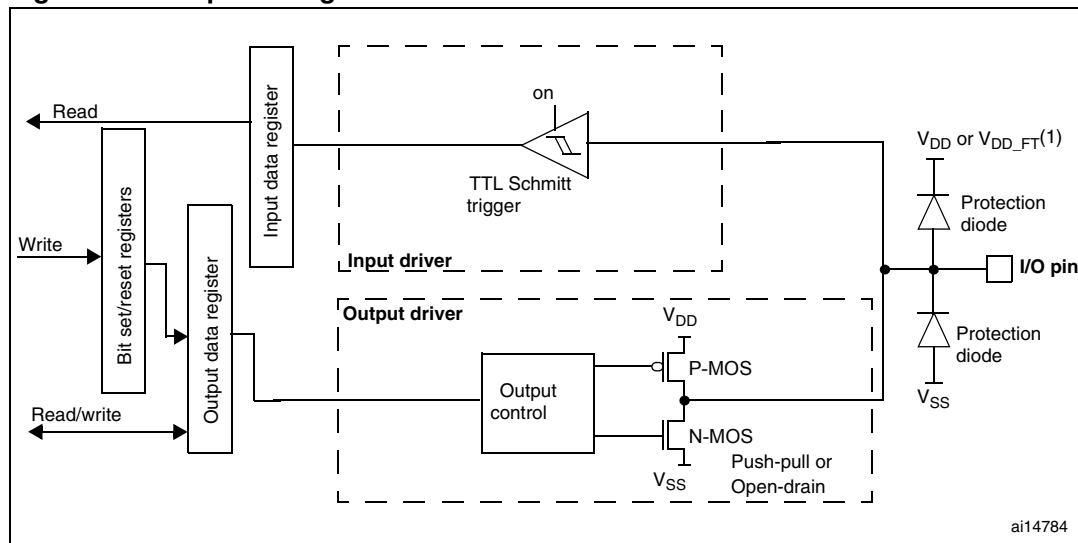 on
Read
Input data register
TTL Schmitt
trigger
V_DD or V_DD_FT(1)
Protection
diode
Write
Bit set/reset registers
Output data register
Input driver
I/O pin
Output driver
V_DD
P-MOS
Protection
diode
Output
control
Read/write
N-MOS
V_SS
V_SS
Push-pull or
Open-drain
ai14784